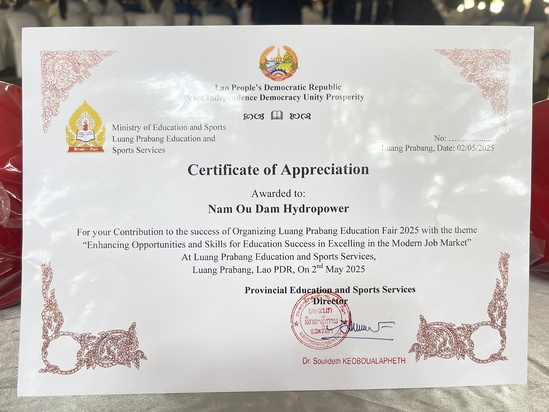 Lao People's Democratic Republic
Peace Independence Democracy Unity Prosperity
Ministry of Education and Sports
Luang Prabang Education and
Sports Services
No: ................
Luang Prabang, Date: 02/05/2025
Certificate of Appreciation
Awarded to:
Nam Ou Dam Hydropower
For your Contribution to the success of Organizing Luang Prabang Education Fair 2025 with the theme
“Enhancing Opportunities and Skills for Education Success in Excelling in the Modern Job Market”
At Luang Prabang Education and Sports Services,
Luang Prabang, Lao PDR, On 2nd May 2025
Provincial Education and Sports Services
Director
Dr. Soulideth KEOBOUALAPHETH